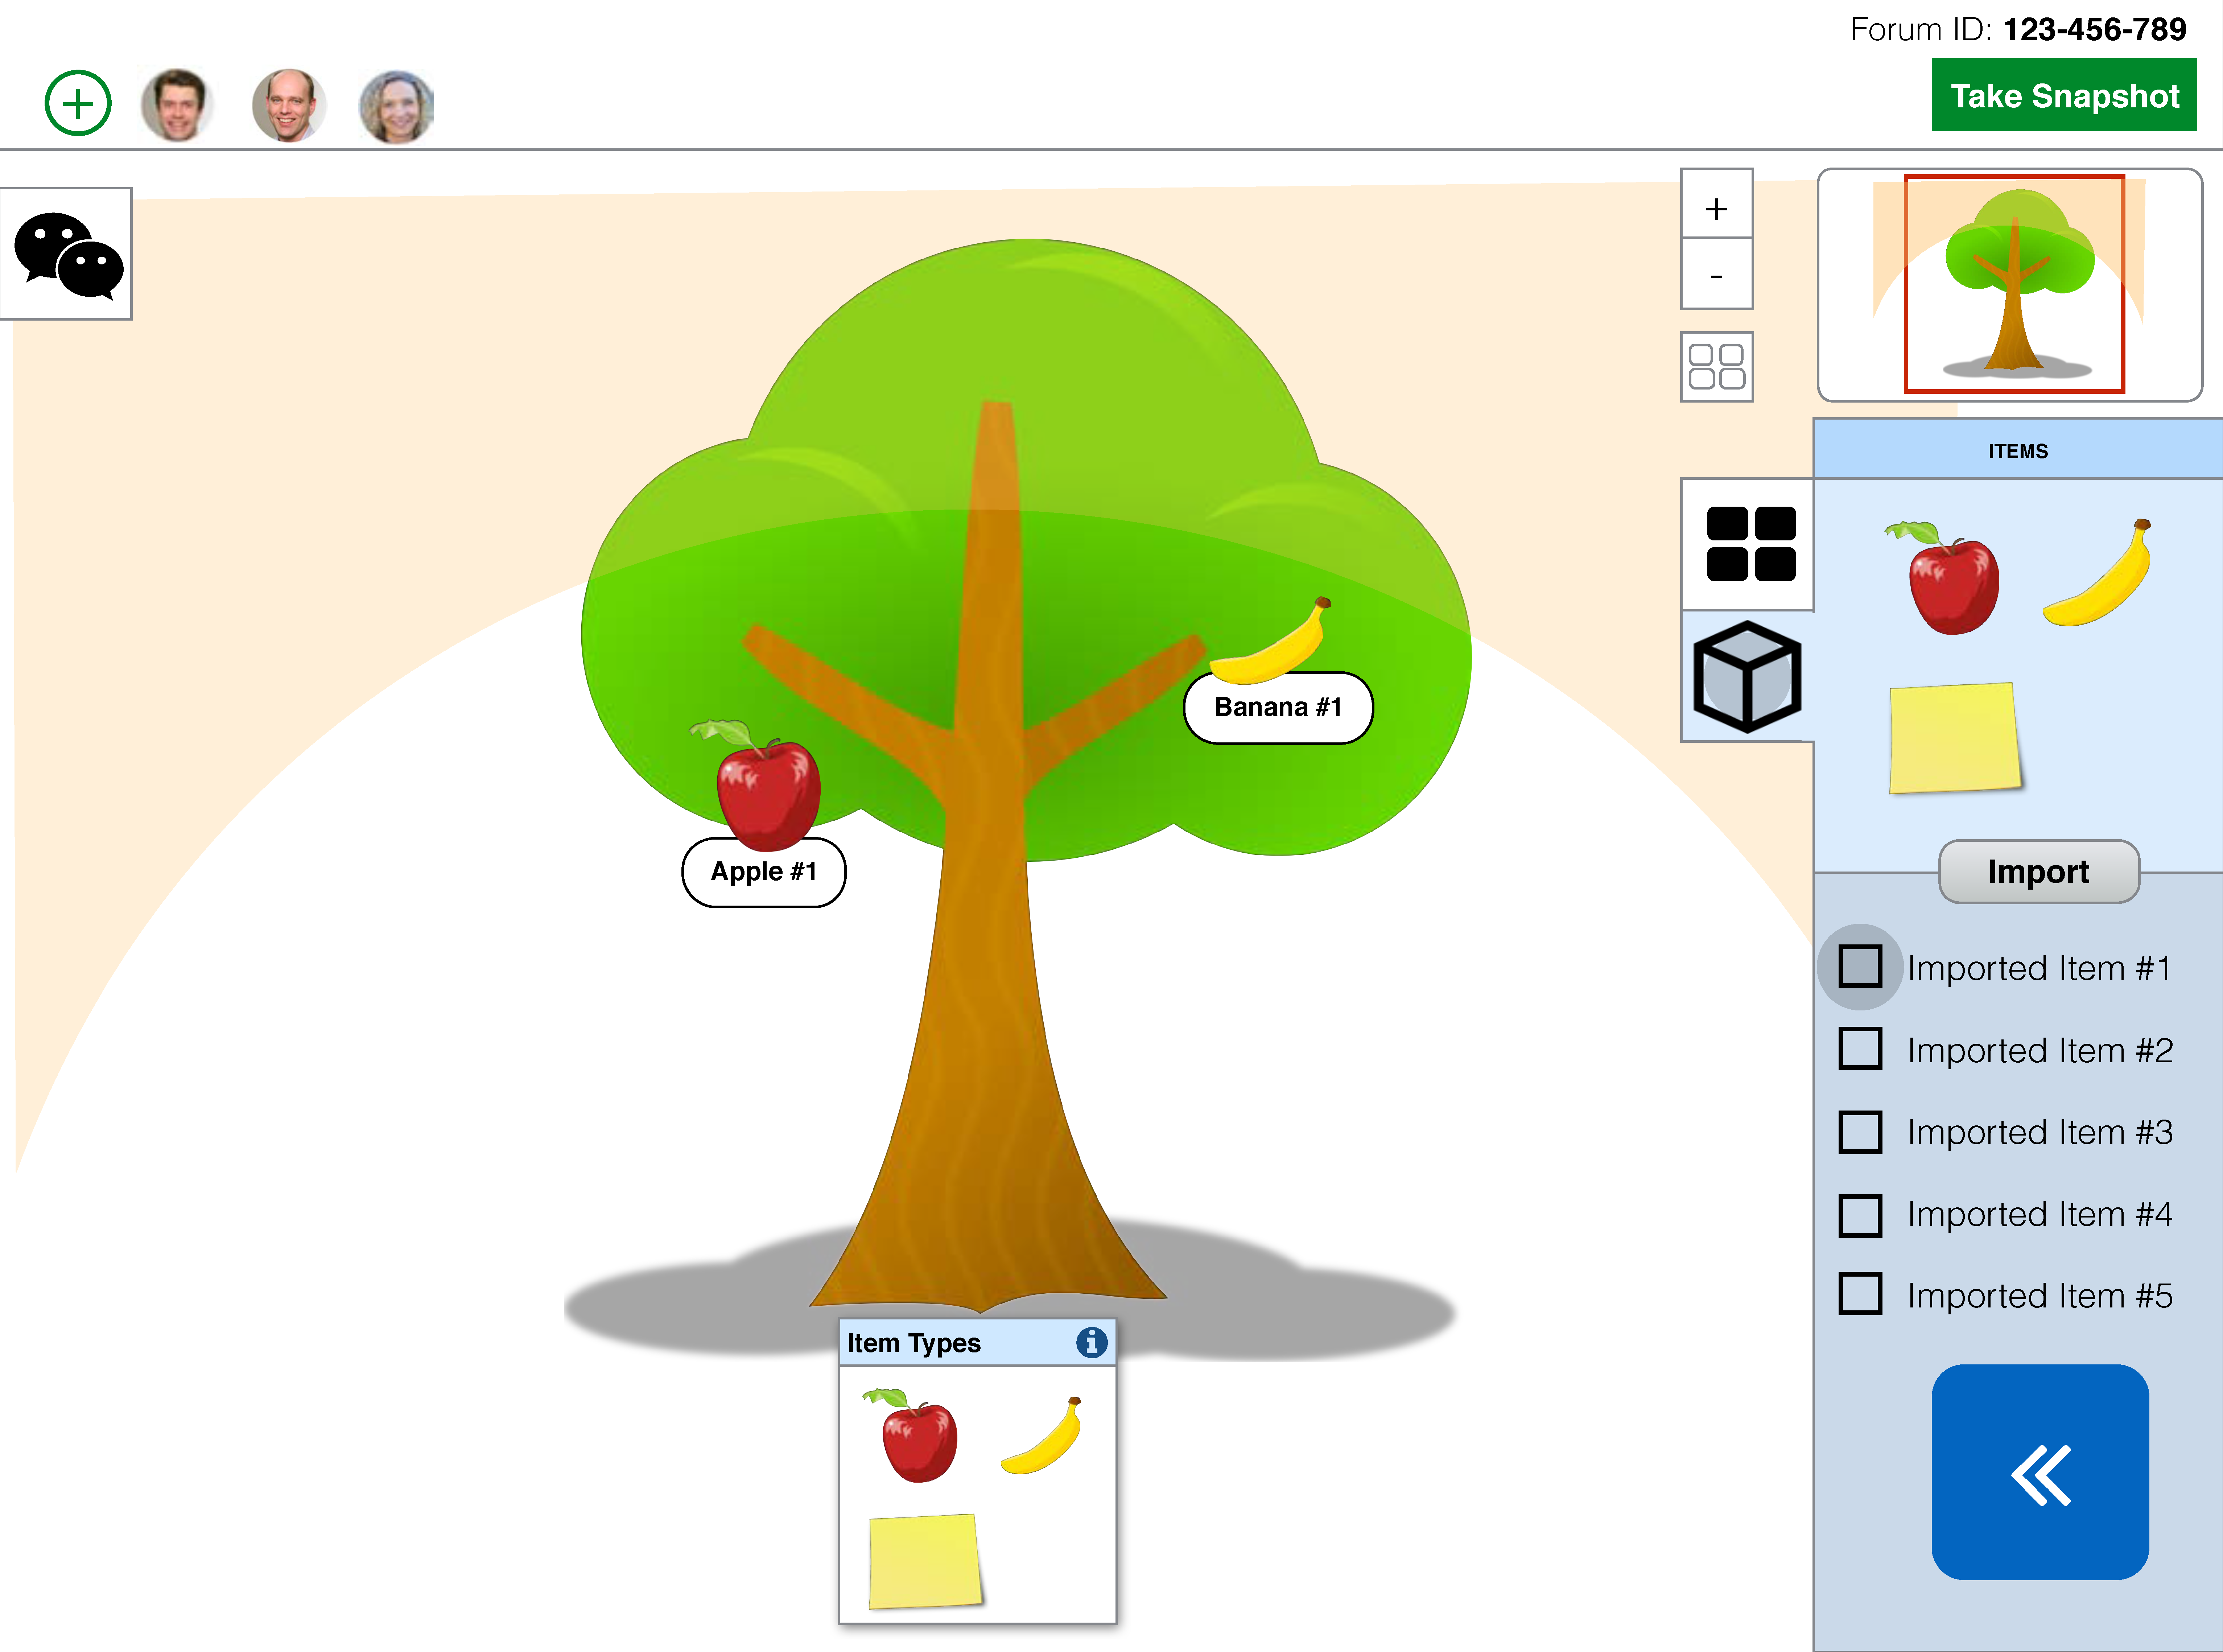 Forum ID: 123-456-789
Take Snapshot
+
-
ITEMS
Banana #1
Apple #1
Import
Imported Item #1
Imported Item #2
Imported Item #3
Imported Item #4
Imported Item #5
Item Types